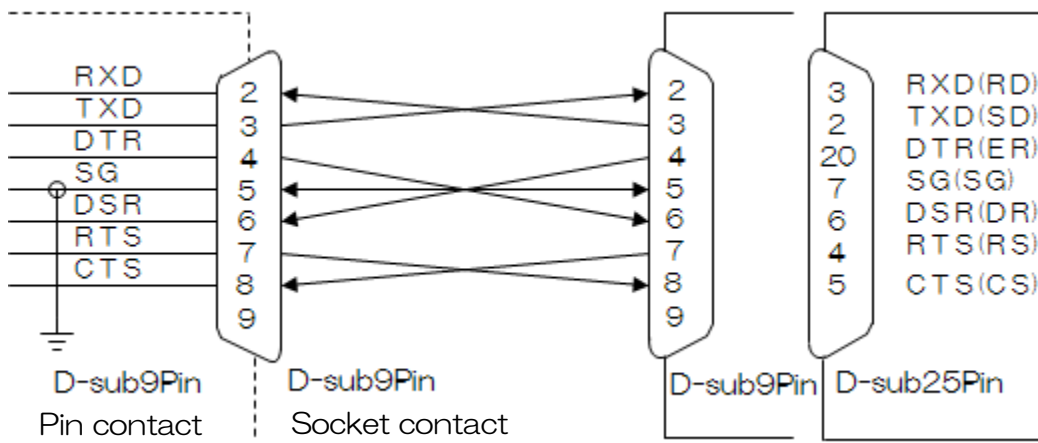 RXD 2 2 3 RXD(RD)
TXD 3 3 2 TXD(SD)
DTR 4 4 20 DTR(ER)
SG 5 5 7 SG(SG)
DSR 6 6 6 DSR(DR)
RTS 7 7 4 RTS(RS)
CTS 8 8 5 CTS(CS)
9 9
D-sub9Pin D-sub9Pin D-sub9Pin D-sub25Pin
Pin contact Socket contact